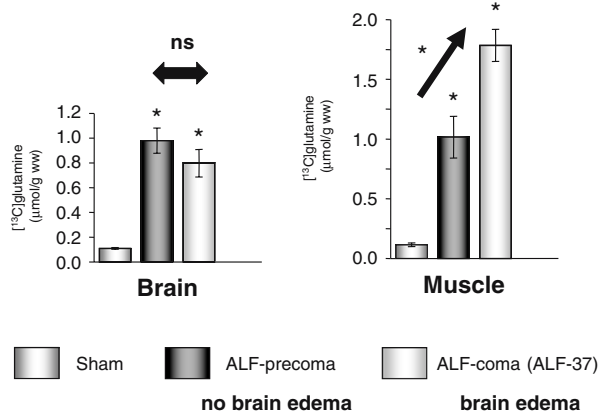 ns
*
*
[¹³C]glutamine
(μmol/g ww)
1.2
1.0
0.8
0.6
0.4
0.2
0.0
Brain
*
*
*
[¹³C]glutamine
(μmol/g ww)
2.0
1.5
1.0
0.5
0.0
Muscle
Sham
ALF-precoma
ALF-coma (ALF-37)
no brain edema
brain edema